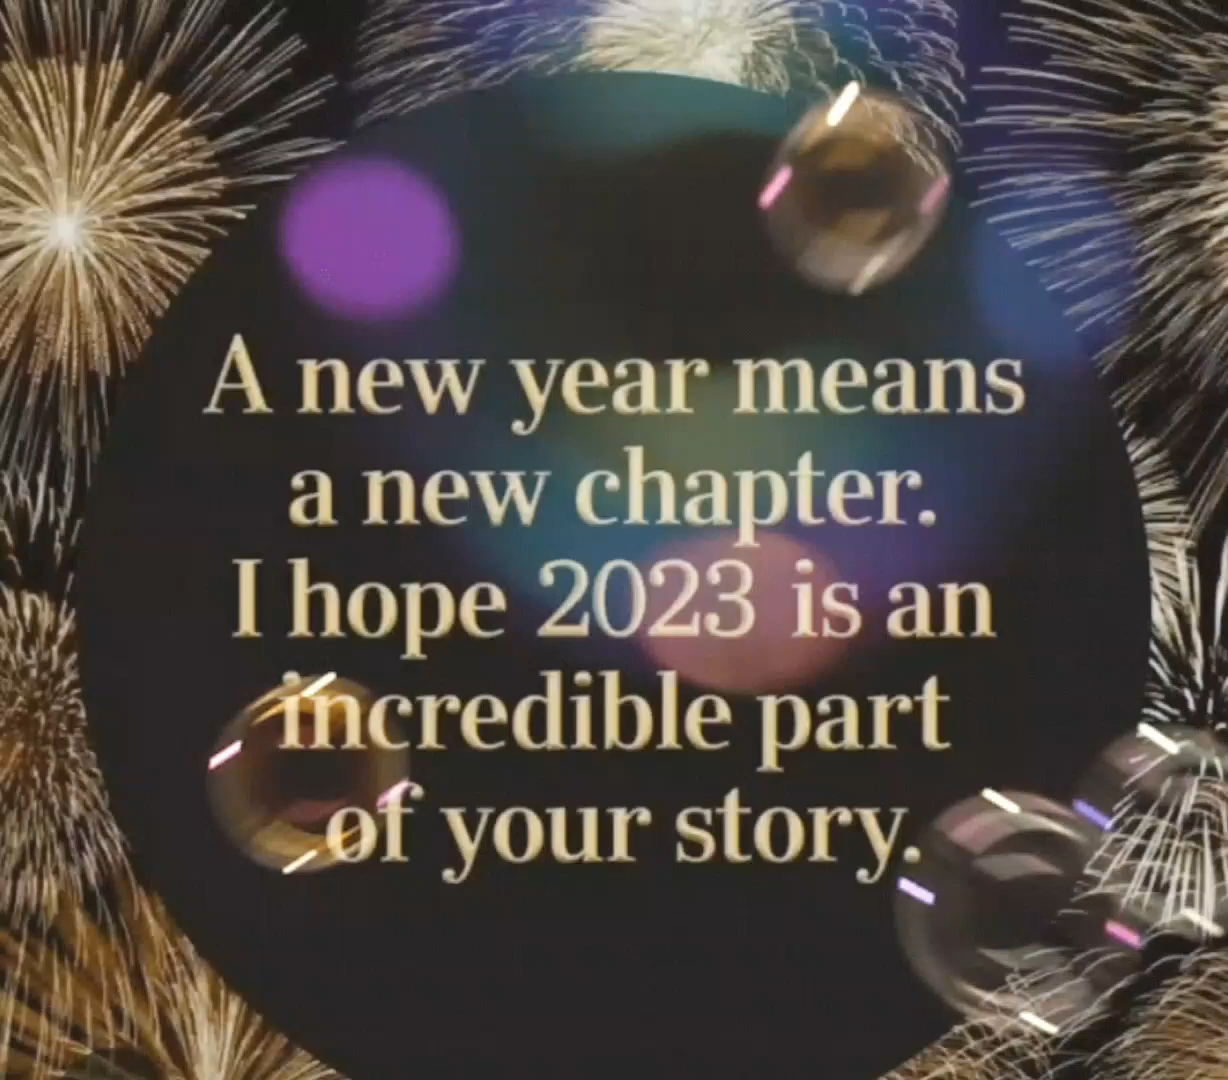 A new year means
a new chapter.
I hope 2023 is an
incredible part
of your story.